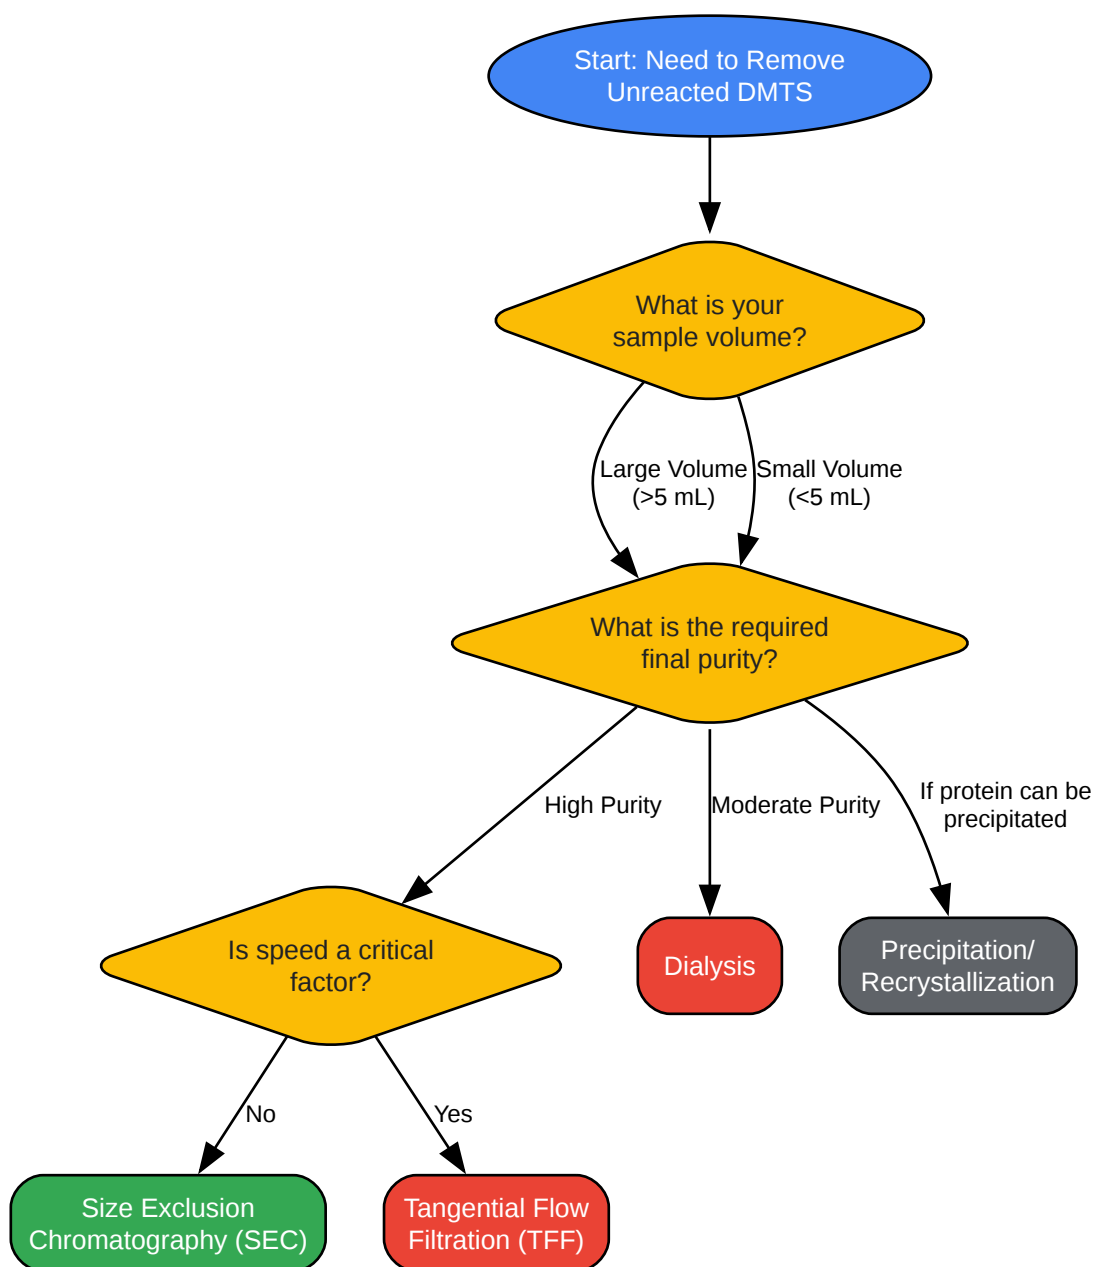 Start: Need to Remove
Unreacted DMTS
What is your
sample volume?
Large Volume
(>5 mL)
Small Volume
(<5 mL)
What is the required
final purity?
High Purity
Moderate Purity
If protein can be
precipitated
Is speed a critical
factor?
Dialysis
Precipitation/
Recrystallization
No
Yes
Size Exclusion
Chromatography (SEC)
Tangential Flow
Filtration (TFF)